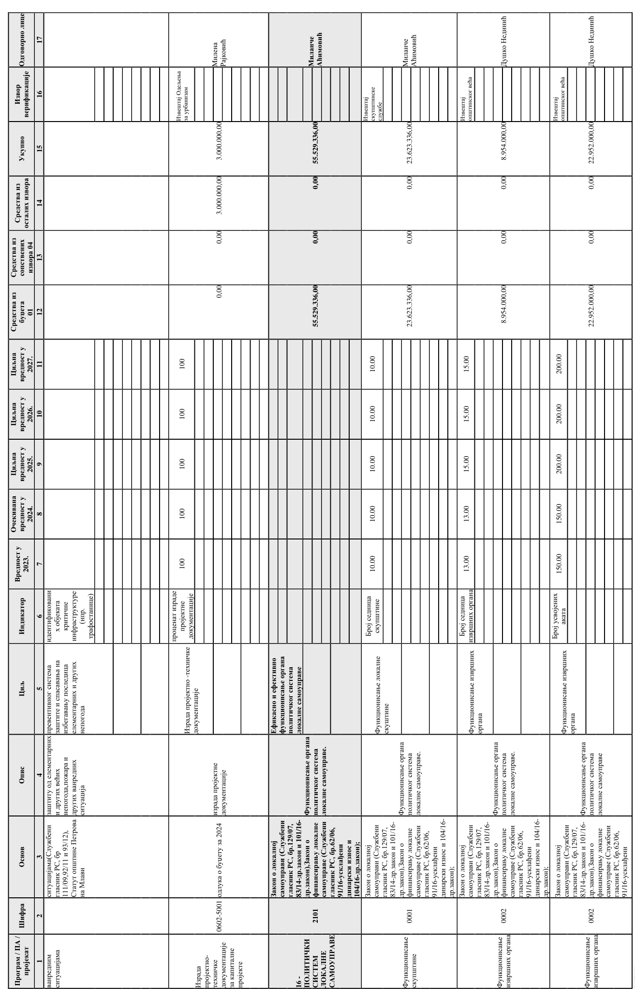 Програм / ПА /
пројекат
Шифра
Основ
Опис
Циљ
Индикатор
Вредност у
2023.
Очекивана
вредност у
2024.
Циљна
вредност у
2025.
Циљна
вредност у
2026.
Циљна
вредност у
2027.
Средства из
буџета
01
Средства из
сопствених
извора 04
Средства из
осталих извора
Укупно
Извор
верификације
Одговорно лице
1
2
3
4
5
6
7
8
9
10
11
12
13
14
15
16
17
ванредним
ситуацијама
ситуацијама(Службени
гласник РС, бр
111/09,92/11 и 93/12),
Статут општине Петрова
на Млави
заштиту од елементарних
и других већих
непогода,пожара и
других ванредних
ситуација
превентивног система
заштите и спасавања на
избегавању последица
елементарних и других
непогода
идентификовани
х објеката
критичне
инфраструктуре
(нпр.
трафостанице)
Израда
пројектно-
техничке
документације
за капиталне
пројекте
0602-5001
одлука о буџету за 2024
израда пројектне
документације
Израда пројектно -техничке
документације
проценат израде
пројектне
документације
100
100
100
100
100
0,00
0,00
3.000.000,00
3.000.000,00
Извештај Одељења
за урбанизам
Милена
Рајковић
16 -
ПОЛИТИЧКИ
СИСТЕМ
ЛОКАЛНЕ
САМОУПРАВЕ
2101
Закон о локалној
самоуправи (Службени
гласник РС, бр.129/07,
83/14-др.закон и 101/16-
др.закон),Закон о
финансирању локалне
самоуправе (Службени
гласник РС, бр.62/06,
91/16-усклађени
динарски износ и
104/16-др.закон);
Функционисање органа
политичког система
локалне самоуправе.
Ефикасно и ефективно
функционисање органа
политичког система
локалне самоуправе
55.529.336,00
0,00
0,00
55.529.336,00
Миланче
Аћимовић
Функционисање
скупштине
0001
Закон о локалној
самоуправи (Службени
гласник РС, бр.129/07,
83/14-др.закон и 101/16-
др.закон),Закон о
финансирању локалне
самоуправе (Службени
гласник РС, бр.62/06,
91/16-усклађени
динарски износ и 104/16-
др.закон);
Функционисање органа
политичког система
локалне самоуправе.
Функционисање локалне
скуштине
Број седница
скупштине
10.00
10.00
10.00
10.00
10.00
23.623.336,00
0,00
0,00
23.623.336,00
Извештај
скупштинске
службе
Миланче
Аћимовић
Функционисање
извршних органа
0002
Закон о локалној
самоуправи (Службени
гласник РС, бр.129/07,
83/14-др.закон и 101/16-
др.закон),Закон о
финансирању локалне
самоуправе (Службени
гласник РС, бр.62/06,
91/16-усклађени
динарски износ и 104/16-
др.закон);
Функционисање органа
политичког система
локалне самоуправе.
Функционисање извршних
органа
Број седница
извршних органа
13.00
13.00
15.00
15.00
15.00
8.954.000,00
0,00
0,00
8.954.000,00
Извештај
општинског већа
Душко Нединић
Функционисање
извршних органа
0002
Закон о локалној
самоуправи (Службени
гласник РС, бр.129/07,
83/14-др.закон и 101/16-
др.закон),Закон о
финансирању локалне
самоуправе (Службени
гласник РС, бр.62/06,
91/16-усклађени
Функционисање органа
политичког система
локалне самоуправе
Функционисање извршних
органа
Број усвојених
аката
150.00
150.00
200.00
200.00
200.00
22.952.000,00
0,00
0,00
22.952.000,00
Извештај
општинског већа
Душко Нединић